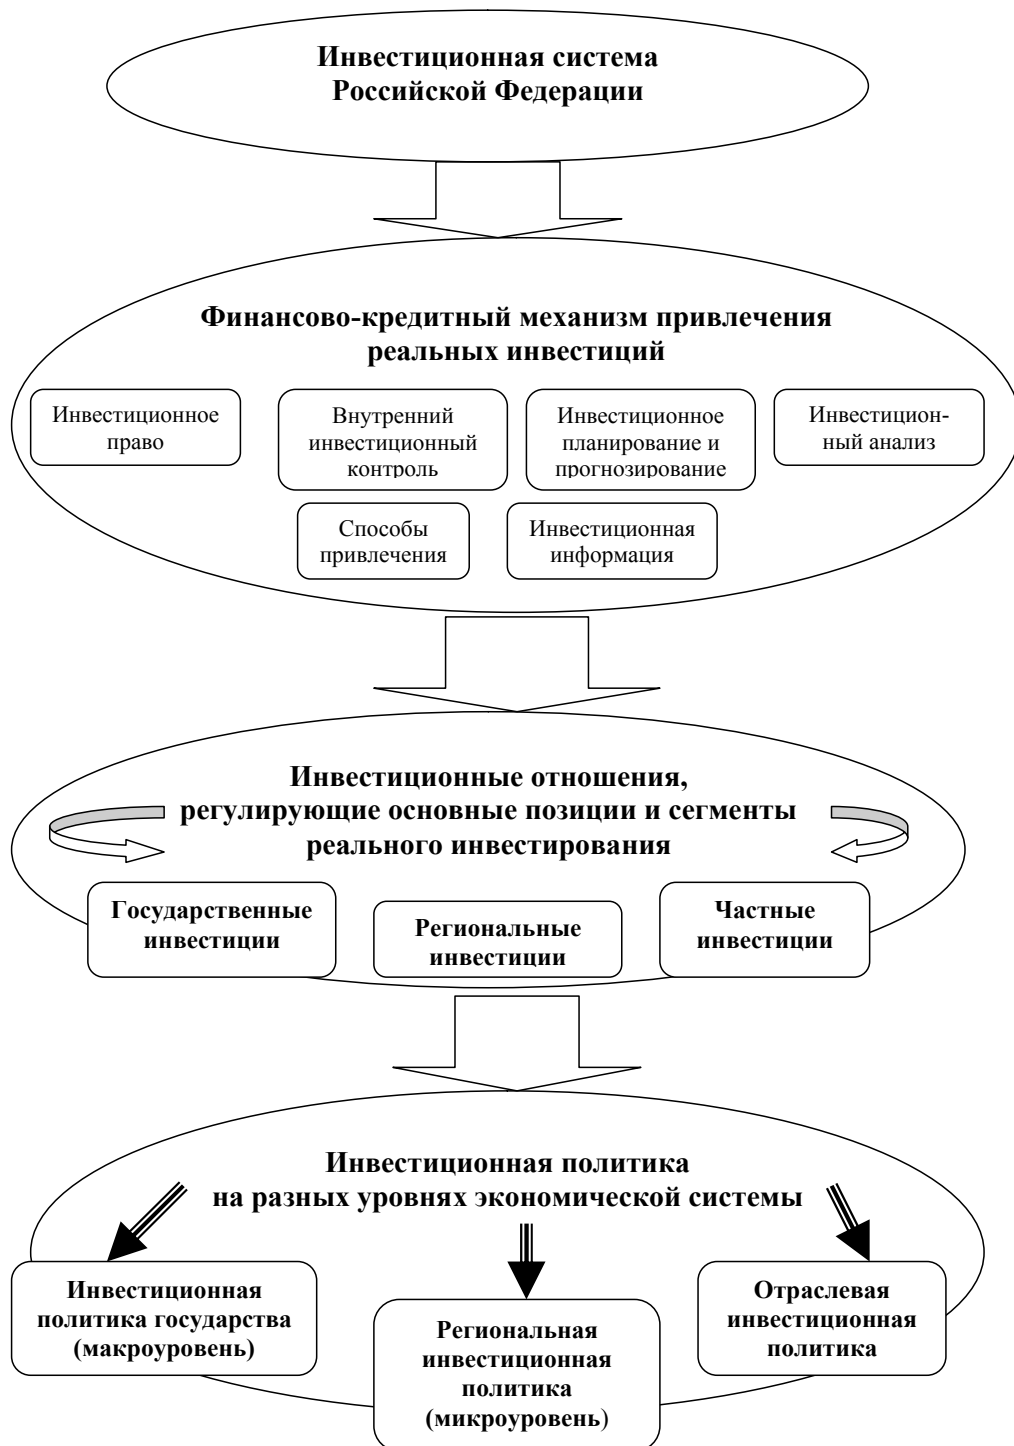 Инвестиционная система
Российской Федерации
Финансово-кредитный механизм привлечения
реальных инвестиций
Инвестиционное
право
Внутренний
инвестиционный
контроль
Инвестиционное
планирование и
прогнозирование
Инвестицион-
ный анализ
Способы
привлечения
Инвестиционная
информация
Инвестиционные отношения,
регулирующие основные позиции и сегменты
реального инвестирования
Государственные
инвестиции
Региональные
инвестиции
Частные
инвестиции
Инвестиционная политика
на разных уровнях экономической системы
Инвестиционная
политика государства
(макроуровень)
Региональная
инвестиционная
политика
(микроуровень)
Отраслевая
инвестиционная
политика